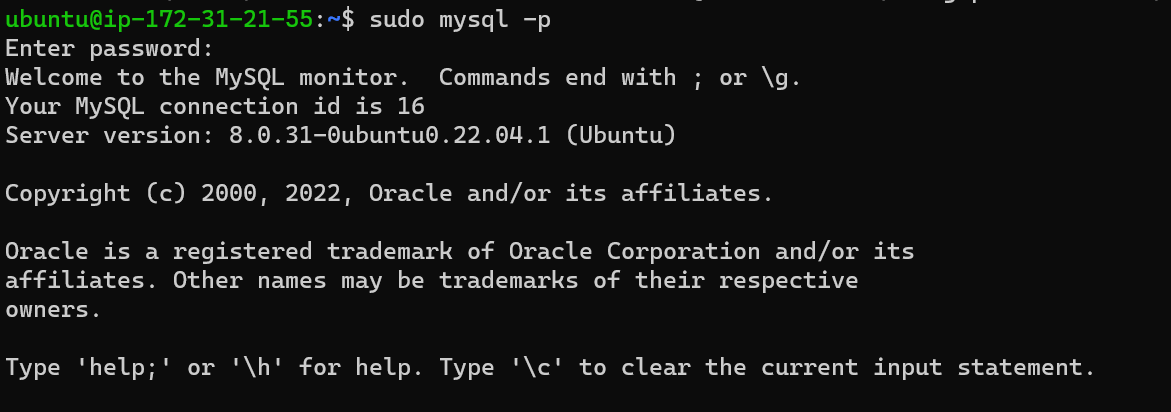 ubuntu@ip-172-31-21-55:~$ sudo mysql -p
Enter password:
Welcome to the MySQL monitor.  Commands end with ; or \g.
Your MySQL connection id is 16
Server version: 8.0.31-0ubuntu0.22.04.1 (Ubuntu)

Copyright (c) 2000, 2022, Oracle and/or its affiliates.

Oracle is a registered trademark of Oracle Corporation and/or its
affiliates. Other names may be trademarks of their respective
owners.

Type 'help;' or '\h' for help. Type '\c' to clear the current input statement.